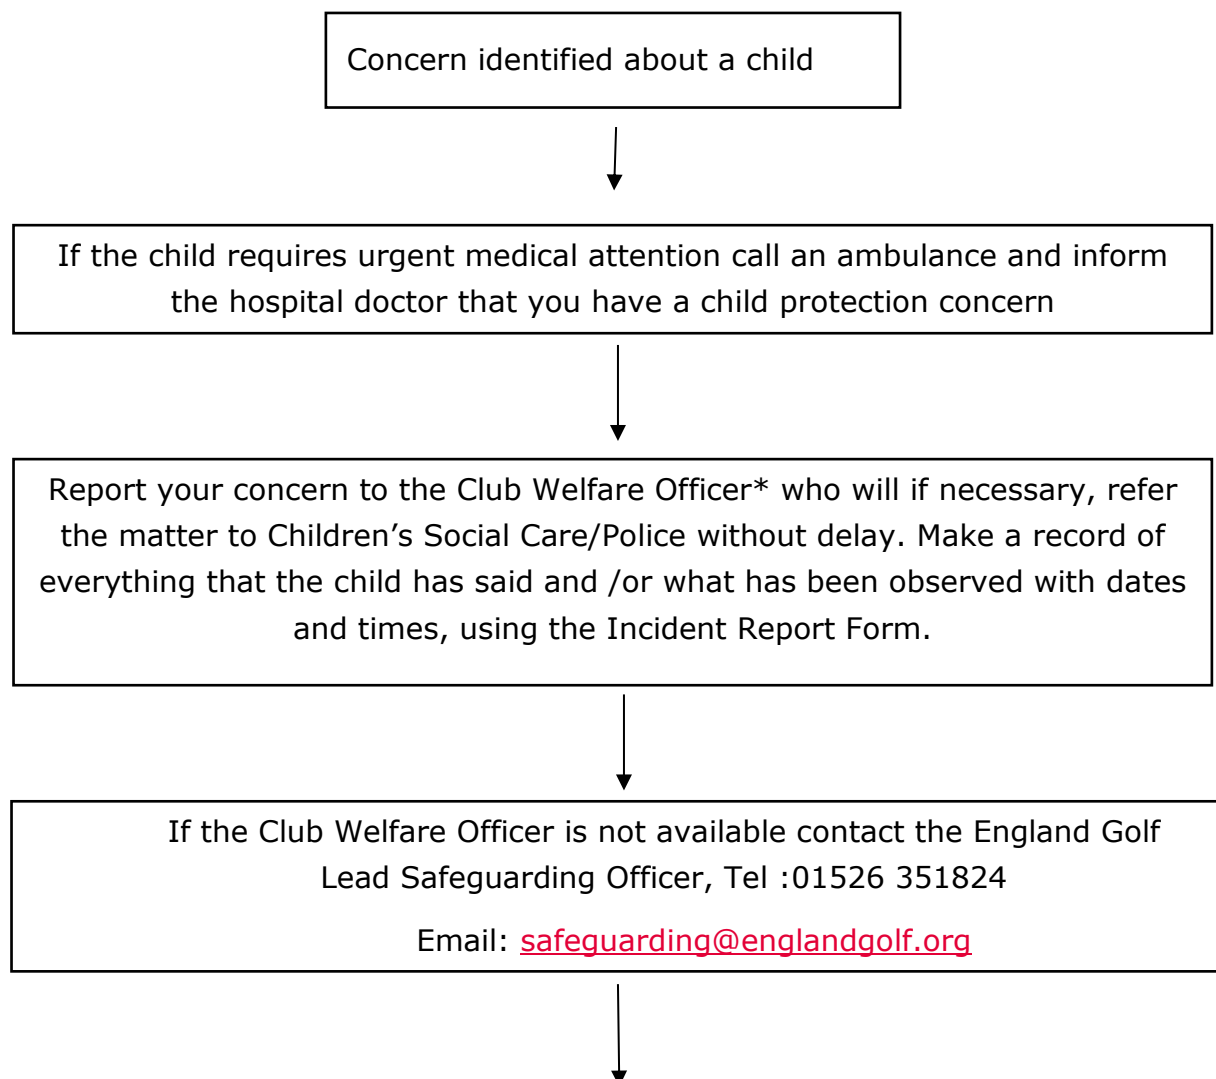 Concern identified about a child
If the child requires urgent medical attention call an ambulance and inform
the hospital doctor that you have a child protection concern
Report your concern to the Club Welfare Officer* who will if necessary, refer
the matter to Children’s Social Care/Police without delay. Make a record of
everything that the child has said and /or what has been observed with dates
and times, using the Incident Report Form.
If the Club Welfare Officer is not available contact the England Golf
Lead Safeguarding Officer, Tel :01526 351824
Email: safeguarding@englandgolf.org